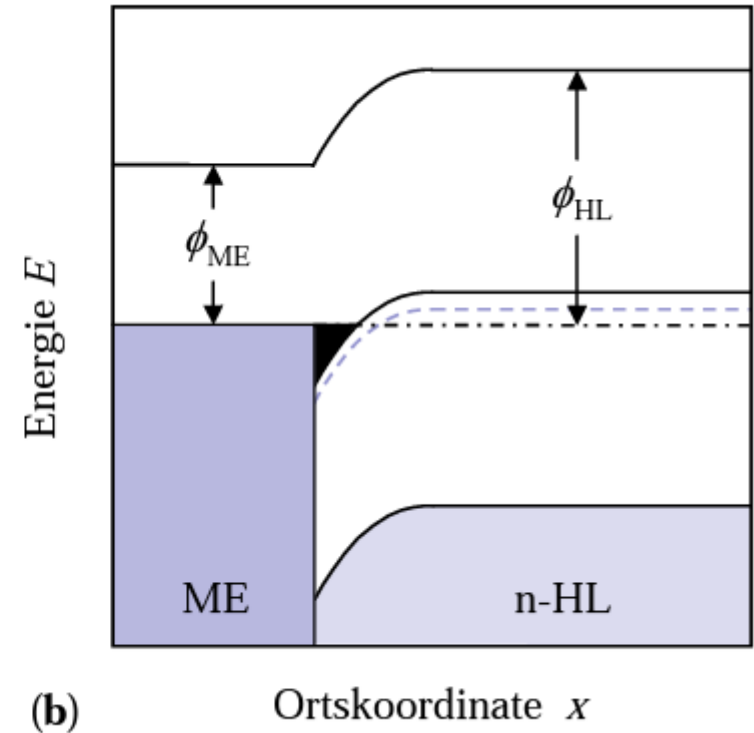 ϕME
ϕHL
Energie E
ME
n-HL
(b)
Ortskoordinate x